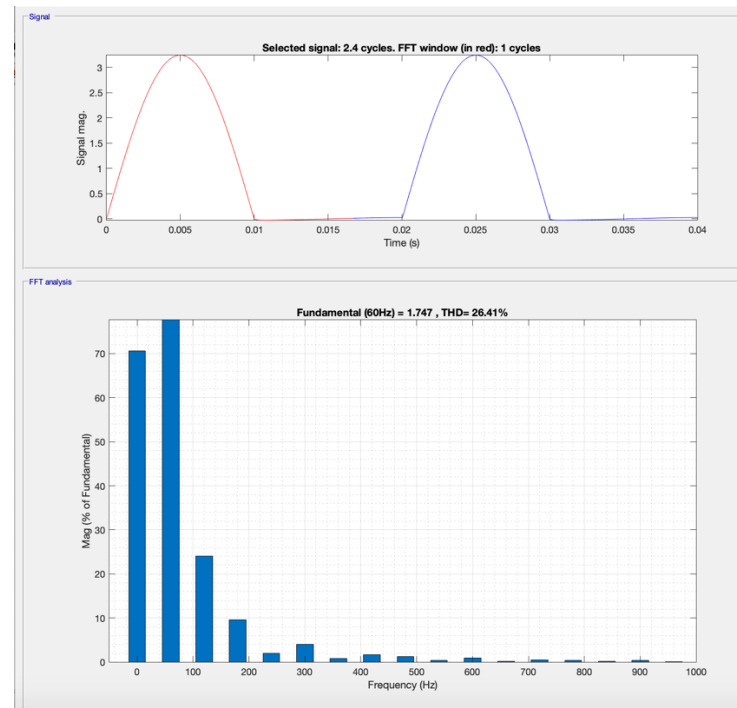 Signal
Selected signal: 2.4 cycles. FFT window (in red): 1 cycles
3
2.5
2
1.5
1
0.5
0
Signal mag.
0 0.005 0.01 0.015 0.02 0.025 0.03 0.035 0.04
Time (s)
FFT analysis
Fundamental (60Hz) = 1.747 , THD= 26.41%
70
60
50
40
30
20
10
0
Mag (% of Fundamental)
0 100 200 300 400 500 600 700 800 900 1000
Frequency (Hz)